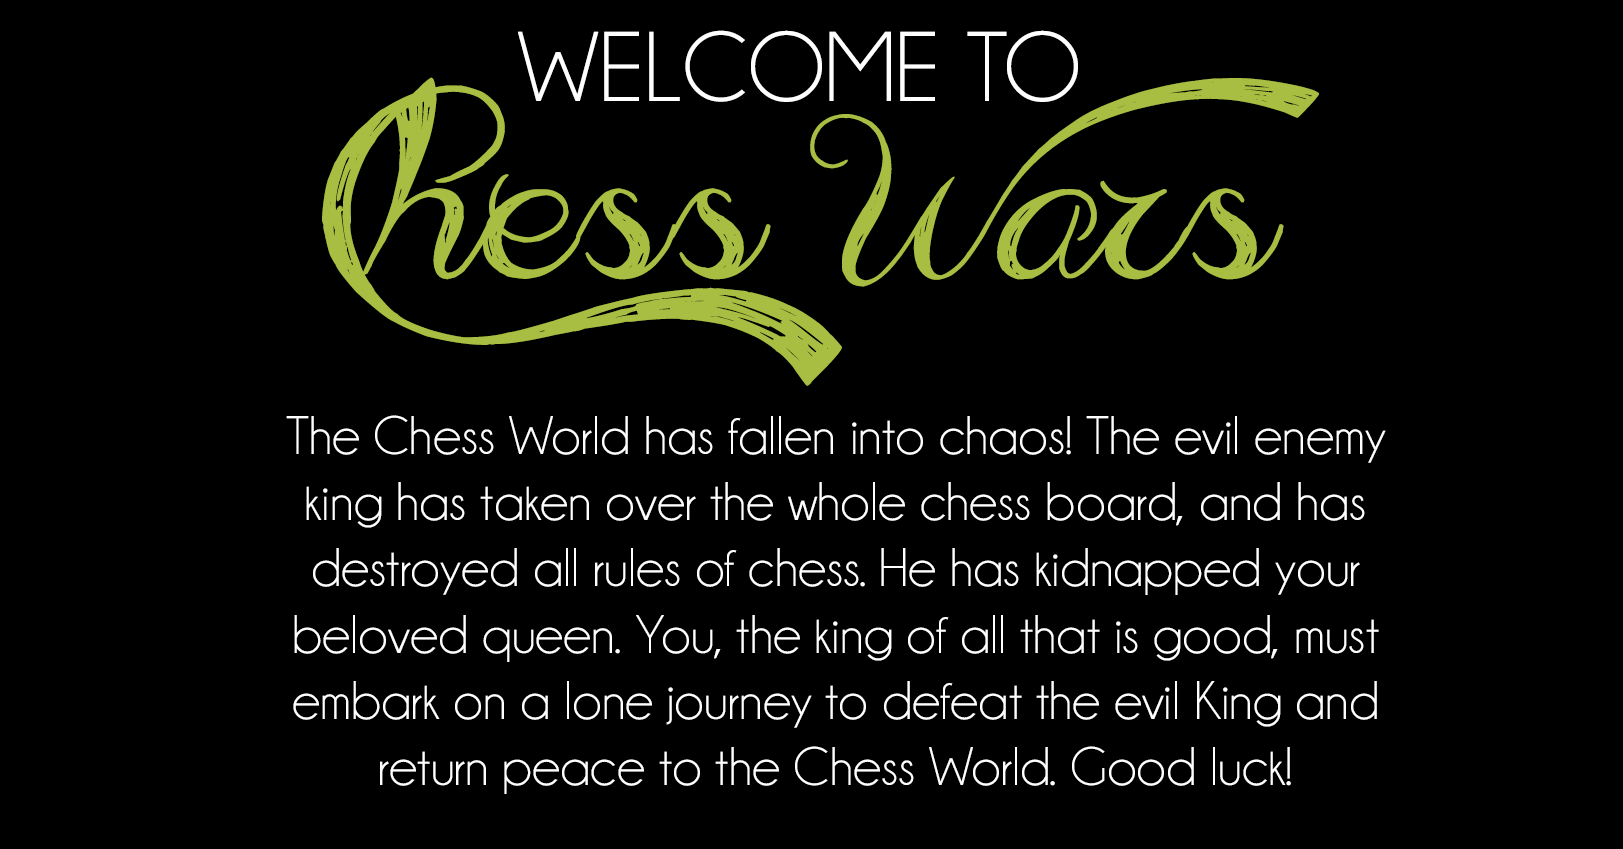 WELCOME TO
Chess Wars
The Chess World has fallen into chaos! The evil enemy
king has taken over the whole chess board, and has
destroyed all rules of chess. He has kidnapped your
beloved queen. You, the king of all that is good, must
embark on a lone journey to defeat the evil King and
return peace to the Chess World. Good luck!